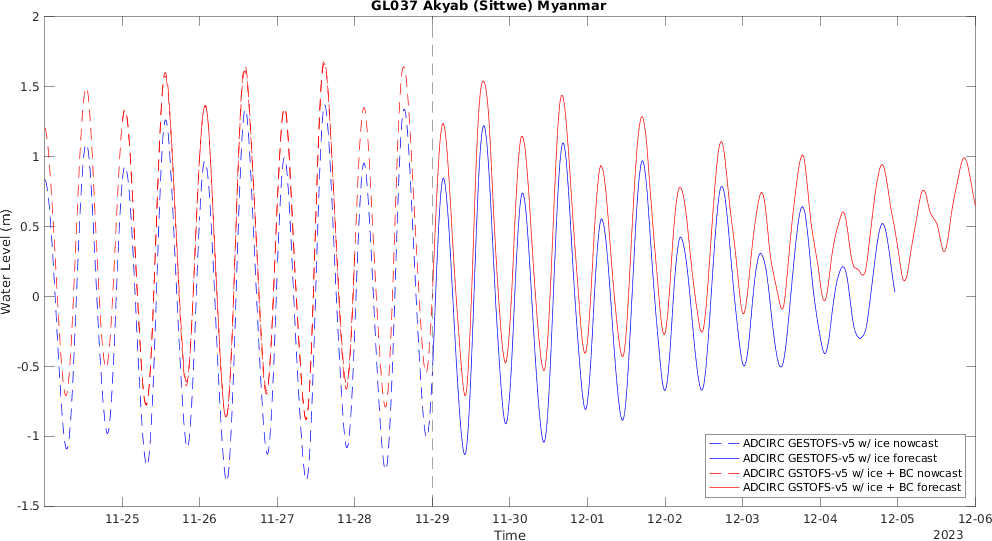 GL037 Akyab (Sittwe) Myanmar
2
1.5
1
0.5
0
-0.5
-1
-1.5
Water Level (m)
ADCIRC GESTOFS-v5 w/ ice nowcast
ADCIRC GESTOFS-v5 w/ ice forecast
ADCIRC GSTOFS-v5 w/ ice + BC nowcast
ADCIRC GSTOFS-v5 w/ ice + BC forecast
11-25 11-26 11-27 11-28 11-29 11-30 12-01 12-02 12-03 12-04 12-05 12-06
Time
2023